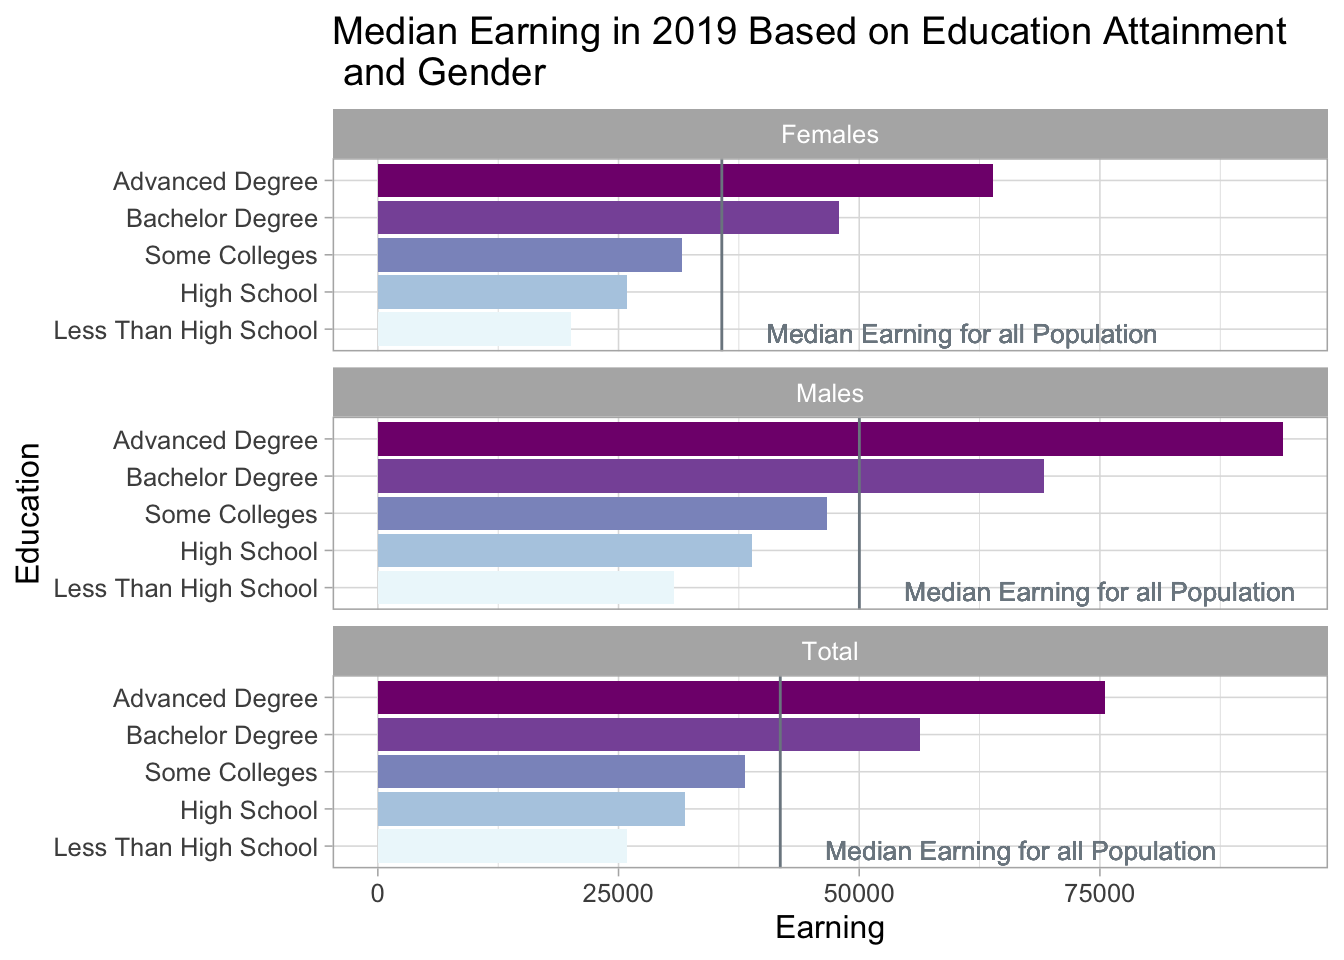 Median Earning in 2019 Based on Education Attainment
and Gender
Females
Advanced Degree
Bachelor Degree
Some Colleges
High School
Less Than High School
Median Earning for all Population
Males
Advanced Degree
Bachelor Degree
Some Colleges
High School
Less Than High School
Median Earning for all Population
Total
Advanced Degree
Bachelor Degree
Some Colleges
High School
Less Than High School
Median Earning for all Population
0 25000 50000 75000
Earning
Education